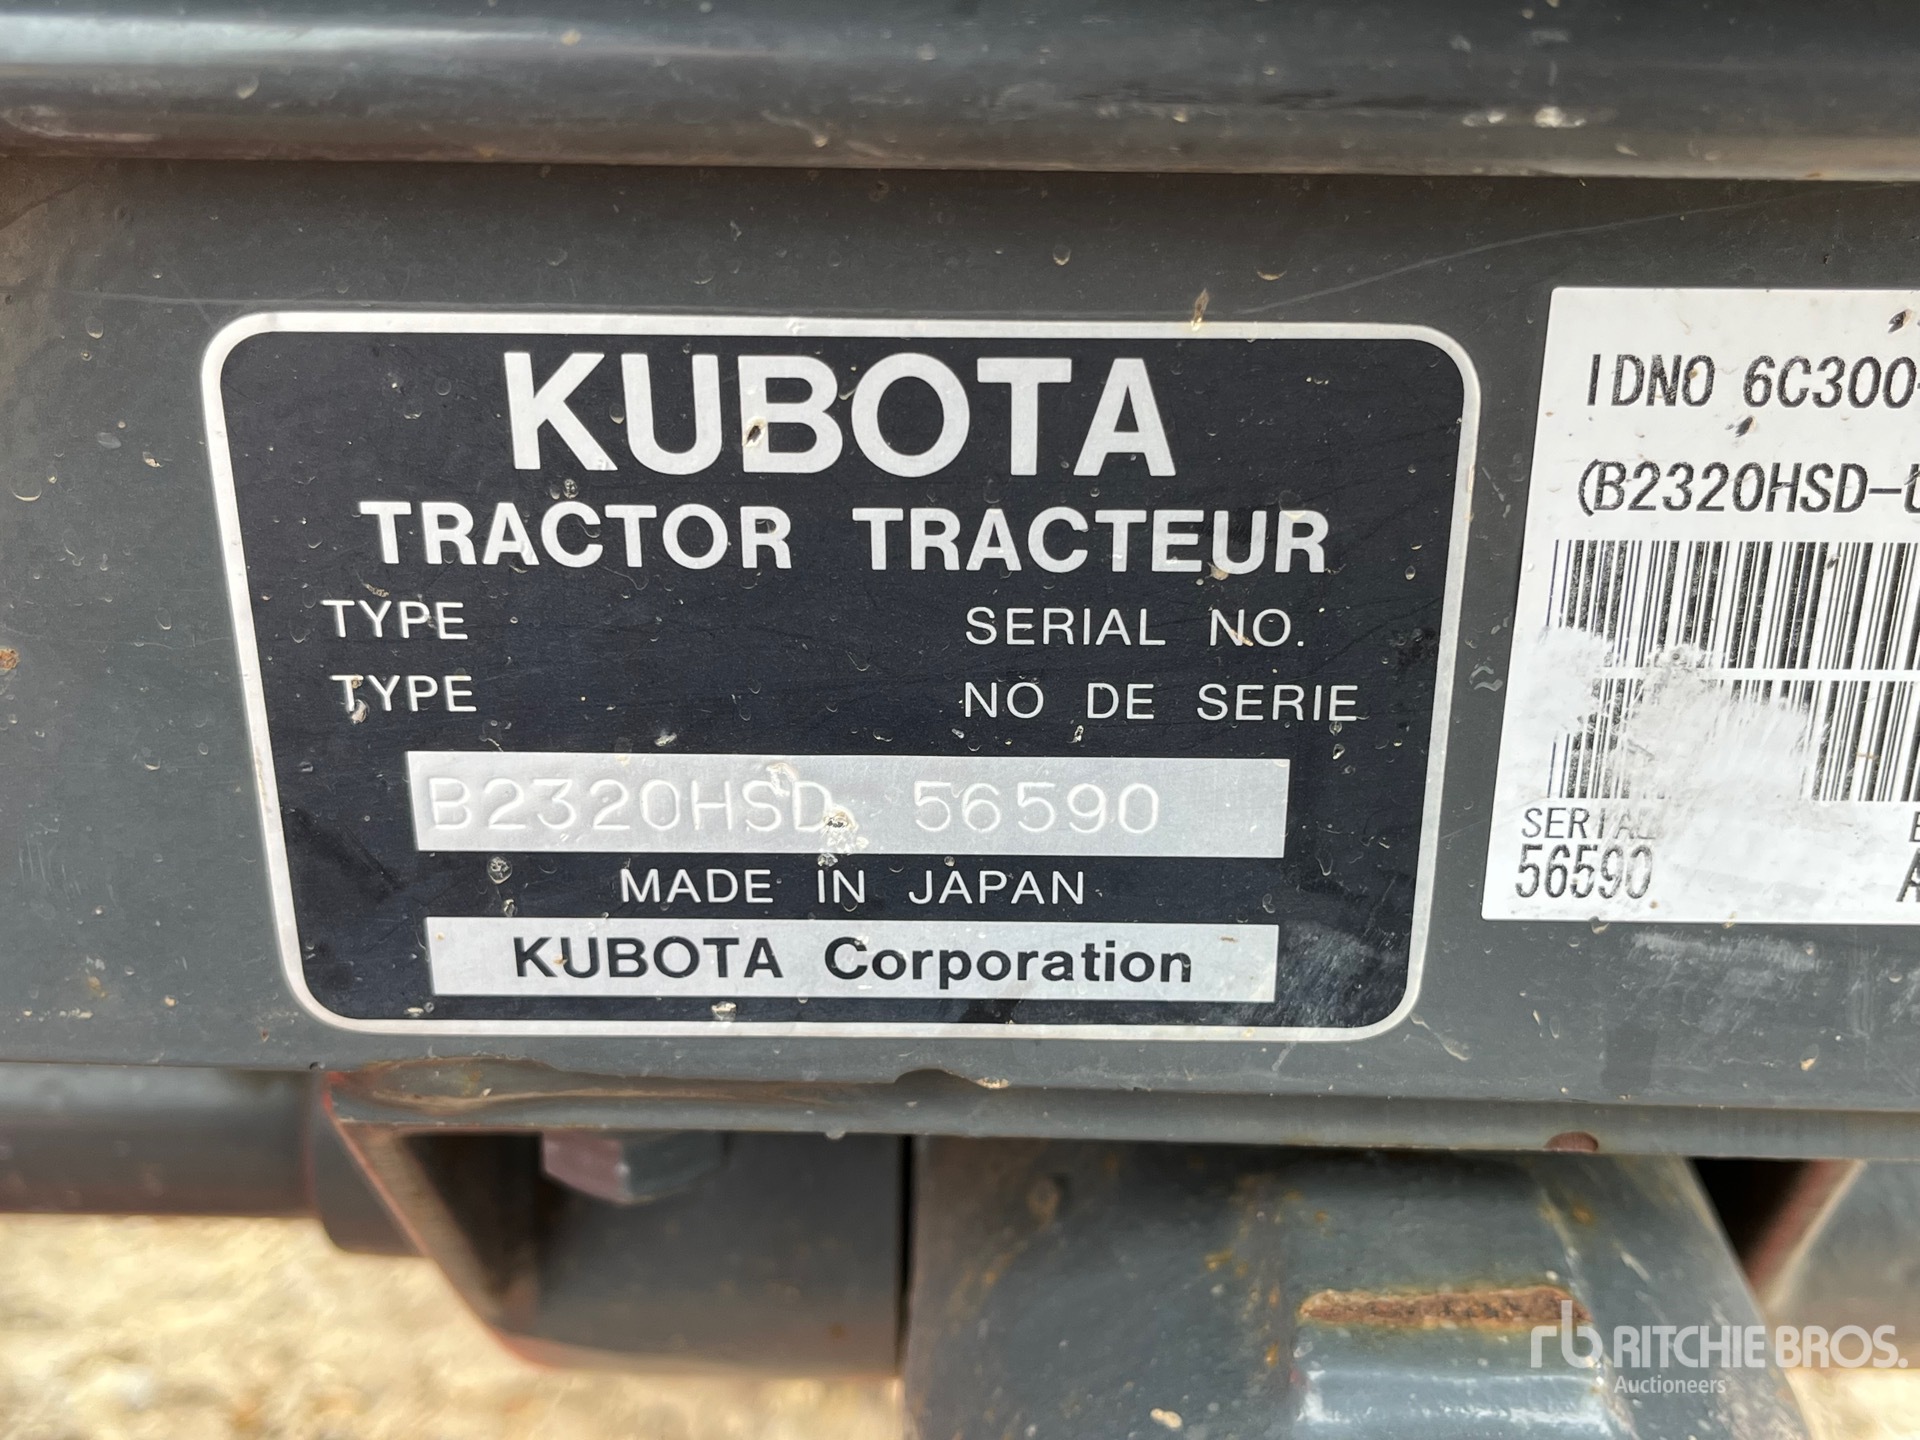 KUBOTA
TRACTOR TRACTEUR
TYPE SERIAL NO.
TYPE NO DE SERIE
B2320HSD 56590
MADE IN JAPAN
KUBOTA Corporation
IDNO 6C300
(B2320HSD-
SERIAL
56590
RITCHIE BROS.
Auctioneers